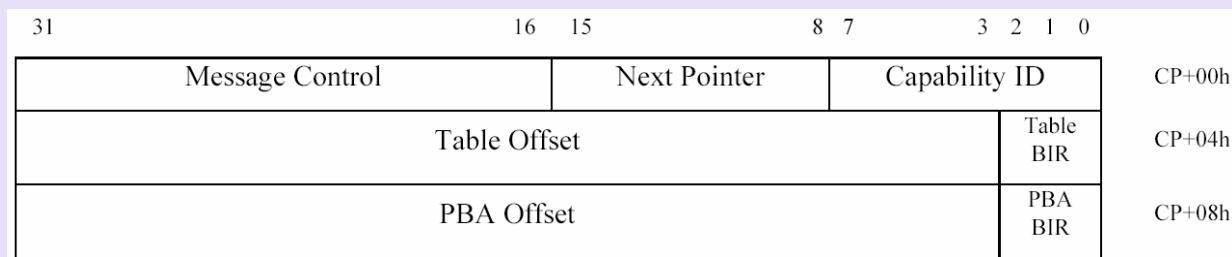 31 16 15 8 7 3 2 1 0
Message Control Next Pointer Capability ID CP+00h
Table Offset Table BIR CP+04h
PBA Offset PBA BIR CP+08h